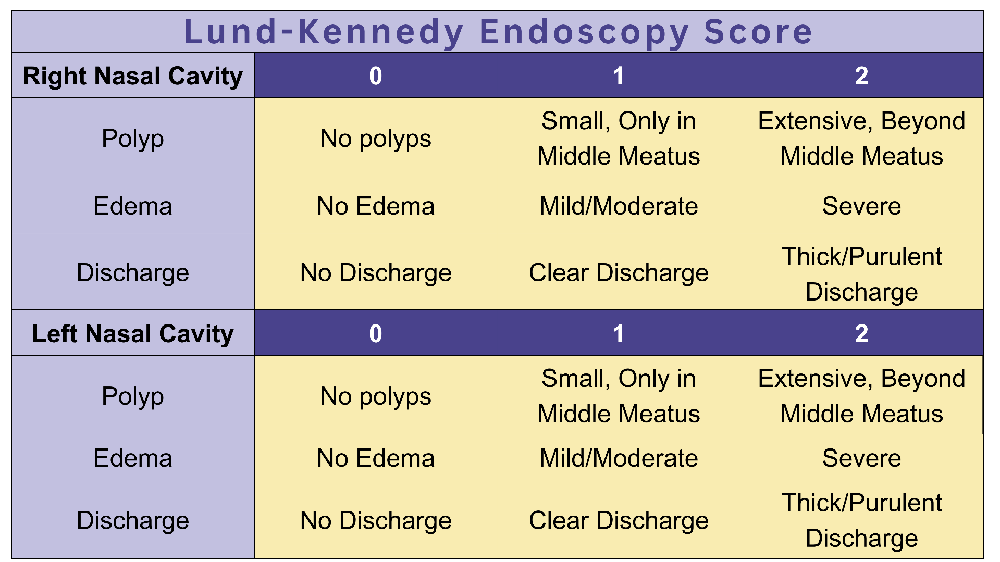 Lund-Kennedy Endoscopy Score
Right Nasal Cavity 0 1 2
Polyp No polyps Small, Only in Middle Meatus Extensive, Beyond Middle Meatus
Edema No Edema Mild/Moderate Severe
Discharge No Discharge Clear Discharge Thick/Purulent Discharge
Left Nasal Cavity 0 1 2
Polyp No polyps Small, Only in Middle Meatus Extensive, Beyond Middle Meatus
Edema No Edema Mild/Moderate Severe
Discharge No Discharge Clear Discharge Thick/Purulent Discharge